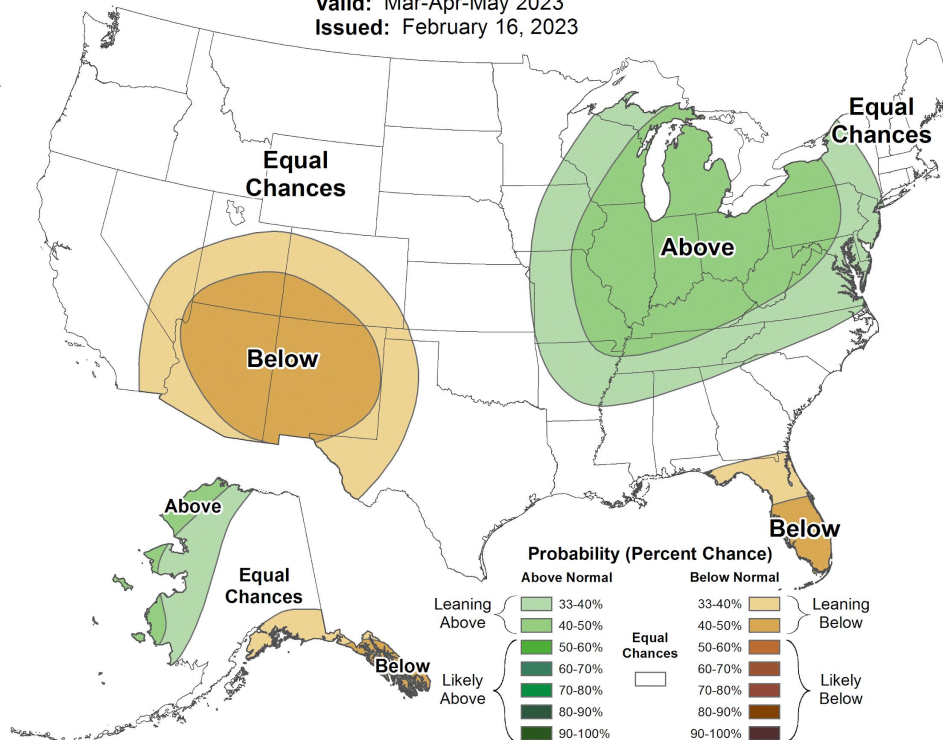 Valid: Mar-Apr-May 2023
Issued: February 16, 2023
Equal
Chances
Equal
Chances
Above
Below
Above
Equal
Chances
Below
Below
Probability (Percent Chance)
Above Normal
Below Normal
Leaning
Above
33-40%
40-50%
50-60%
60-70%
70-80%
80-90%
90-100%
Likely
Above
Equal
Chances
33-40%
40-50%
50-60%
60-70%
70-80%
80-90%
90-100%
Leaning
Below
Likely
Below